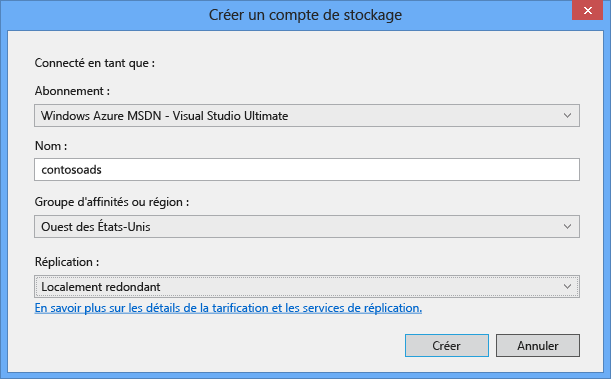 Créer un compte de stockage
Connecté en tant que :
Abonnement :
Windows Azure MSDN - Visual Studio Ultimate
Nom :
contosoads
Groupe d'affinités ou région :
Ouest des États-Unis
Réplication :
Localement redondant
En savoir plus sur les détails de la tarification et les services de réplication.
Créer
Annuler